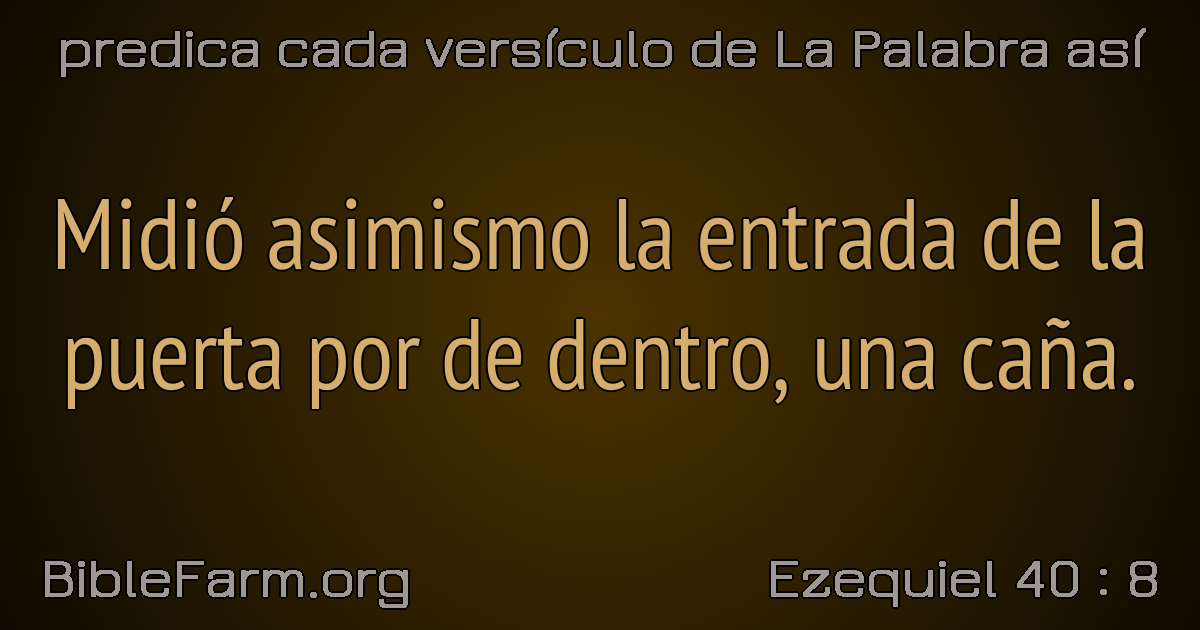 predica cada versículo de La Palabra así
Midió asimismo la entrada de la
puerta por de dentro, una caña.
BibleFarm.org
Ezequiel 40 : 8